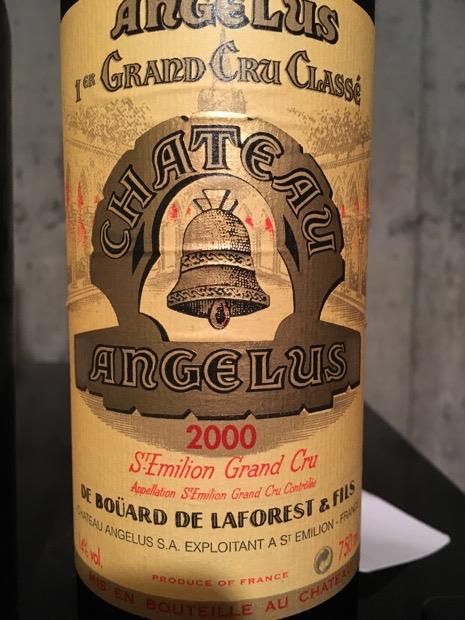 ANGELUS
1ER GRAND CRU CLASSÉ
CHATEAU
ANGELUS
2000
St Emilion Grand Cru
Appellation St Emilion Grand Cru Contrôlée
DE BOÜARD DE LAFOREST & FILS
CHATEAU ANGELUS S.A. EXPLOITANT A ST EMILION - FRANCE
14% vol. 750 ml
PRODUCE OF FRANCE
MIS EN BOUTEILLE AU CHATEAU